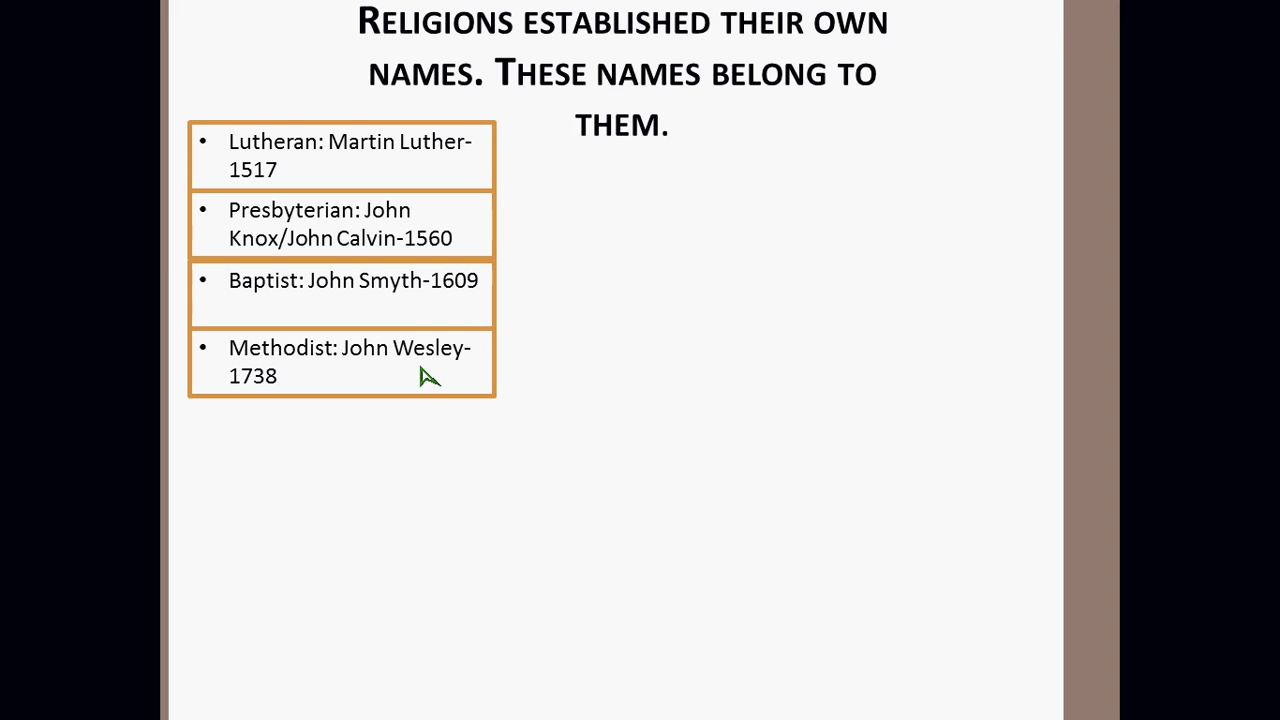 Religions established their own
names. These names belong to
them.
• Lutheran: Martin Luther-
1517
• Presbyterian: John
Knox/John Calvin-1560
• Baptist: John Smyth-1609
• Methodist: John Wesley-
1738